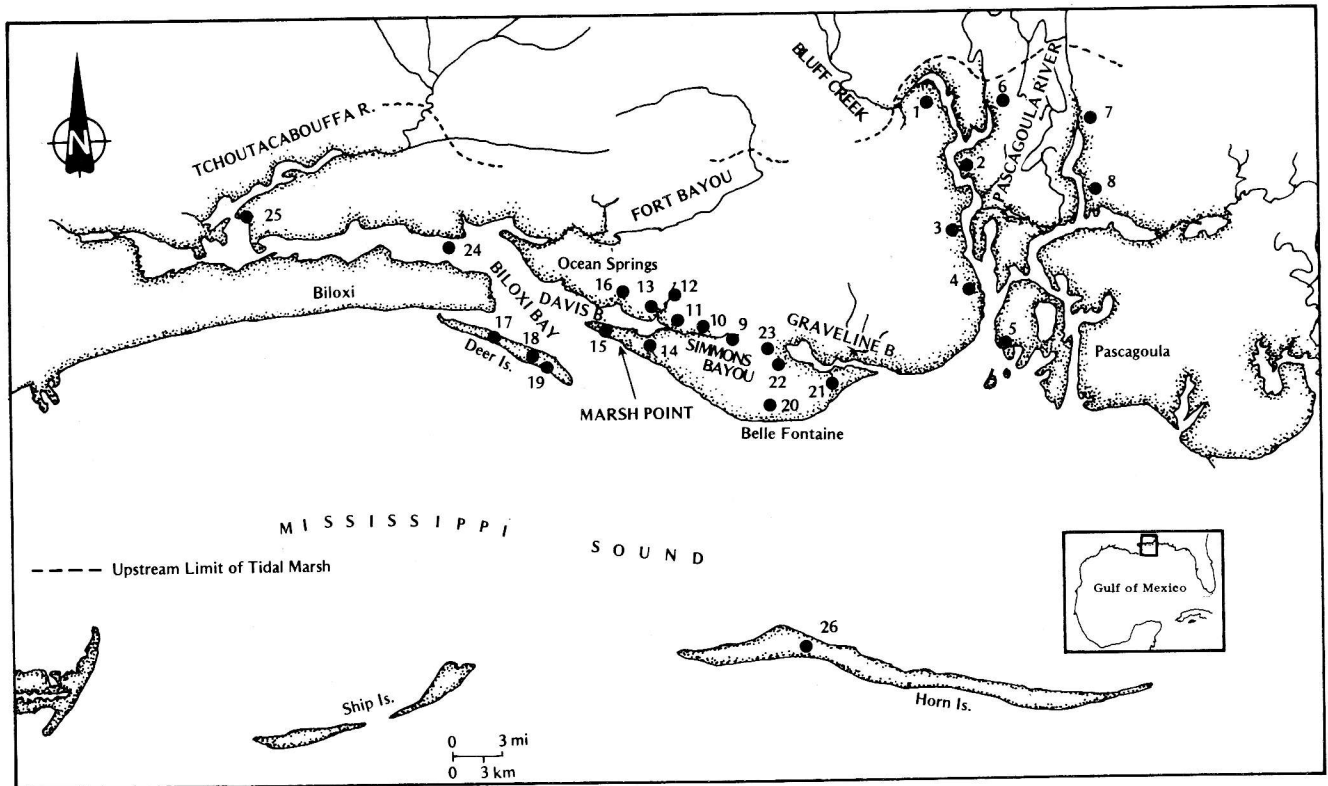 BLUFF CREEK
PASCAGOULA RIVER
6
1
7
N
TCHOUTACABOUFFA R.
2
8
FORT BAYOU
25
3
24
Ocean Springs
BILOXI BAY
4
Biloxi
16
13
12
DAVIS B.
11
10
9
23
GRAVELINE B.
17
18
Deer Is.
19
15
14
SIMMONS BAYOU
22
21
5
Pascagoula
MARSH POINT
20
Belle Fontaine
MISSISSIPPI SOUND
Upstream Limit of Tidal Marsh
Gulf of Mexico
26
Ship Is.
Horn Is.
0 3 mi
0 3 km